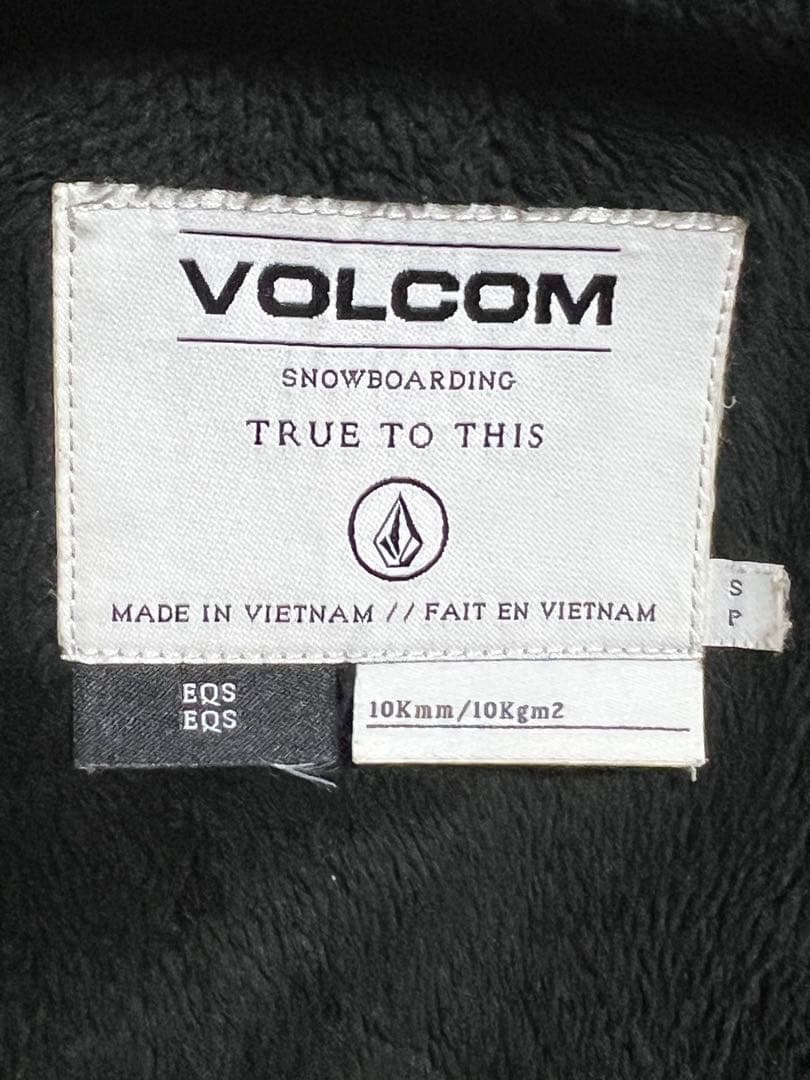 VOLCOM
SNOWBOARDING
TRUE TO THIS
MADE IN VIETNAM // FAIT EN VIETNAM
S
P
EQS
EQS
10Kmm/10Kgm2